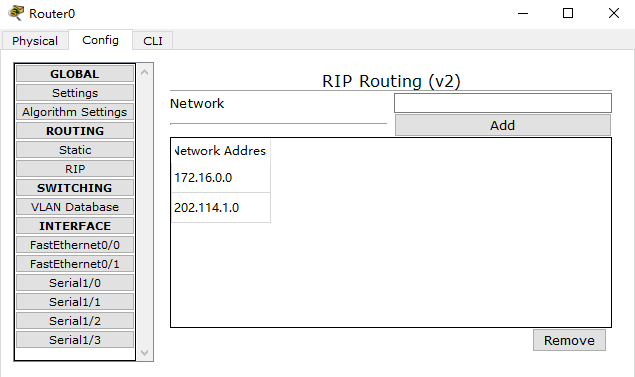 Router0
Physical Config CLI
GLOBAL
Settings
Algorithm Settings
ROUTING
Static
RIP
SWITCHING
VLAN Database
INTERFACE
FastEthernet0/0
FastEthernet0/1
Serial1/0
Serial1/1
Serial1/2
Serial1/3
RIP Routing (v2)
Network
Add
Network Addres
172.16.0.0
202.114.1.0
Remove